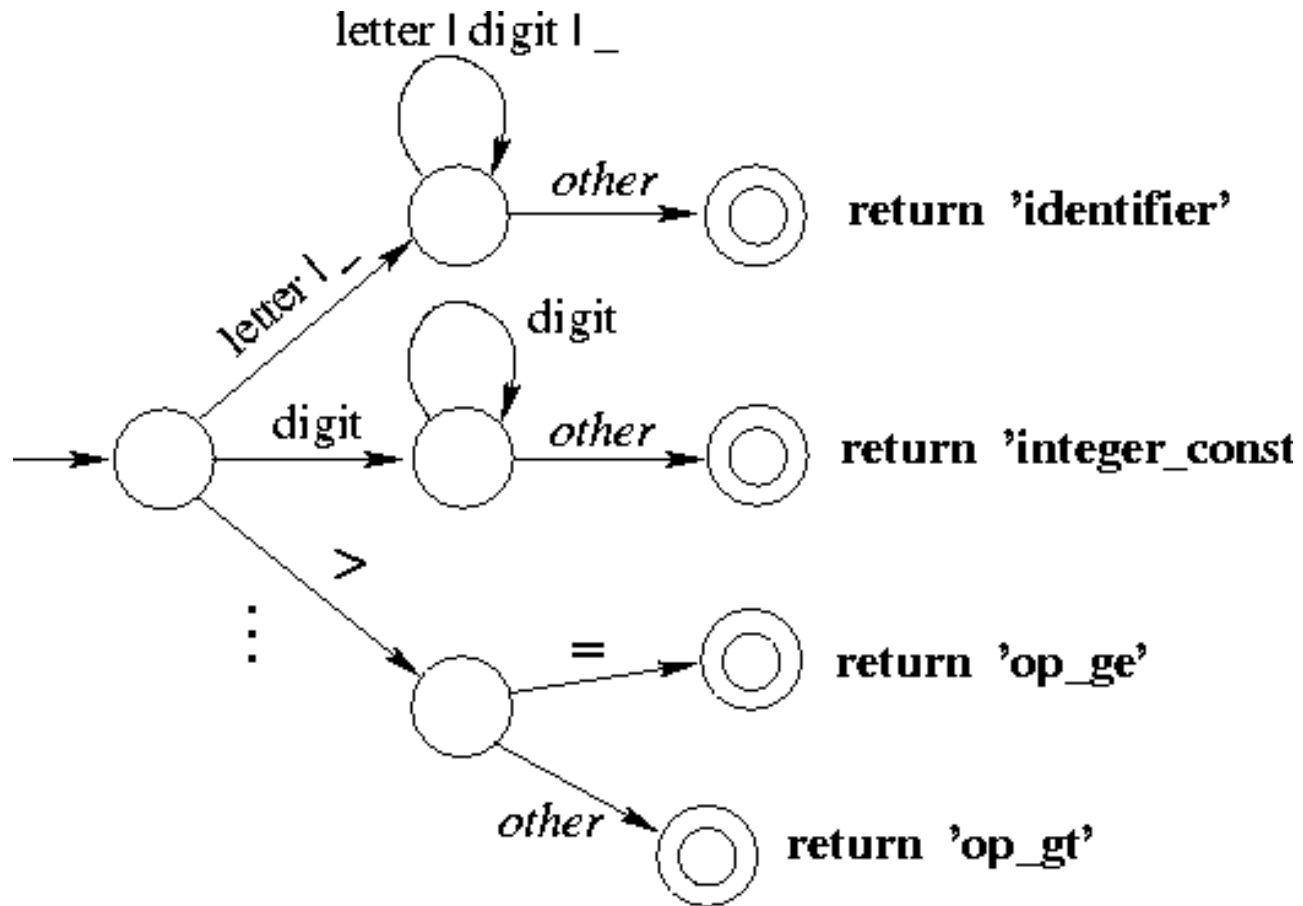 letter | digit | _
other
return 'identifier'
letter | _
digit
digit
other
return 'integer_const
>
=
return 'op_ge'
other
return 'op_gt'